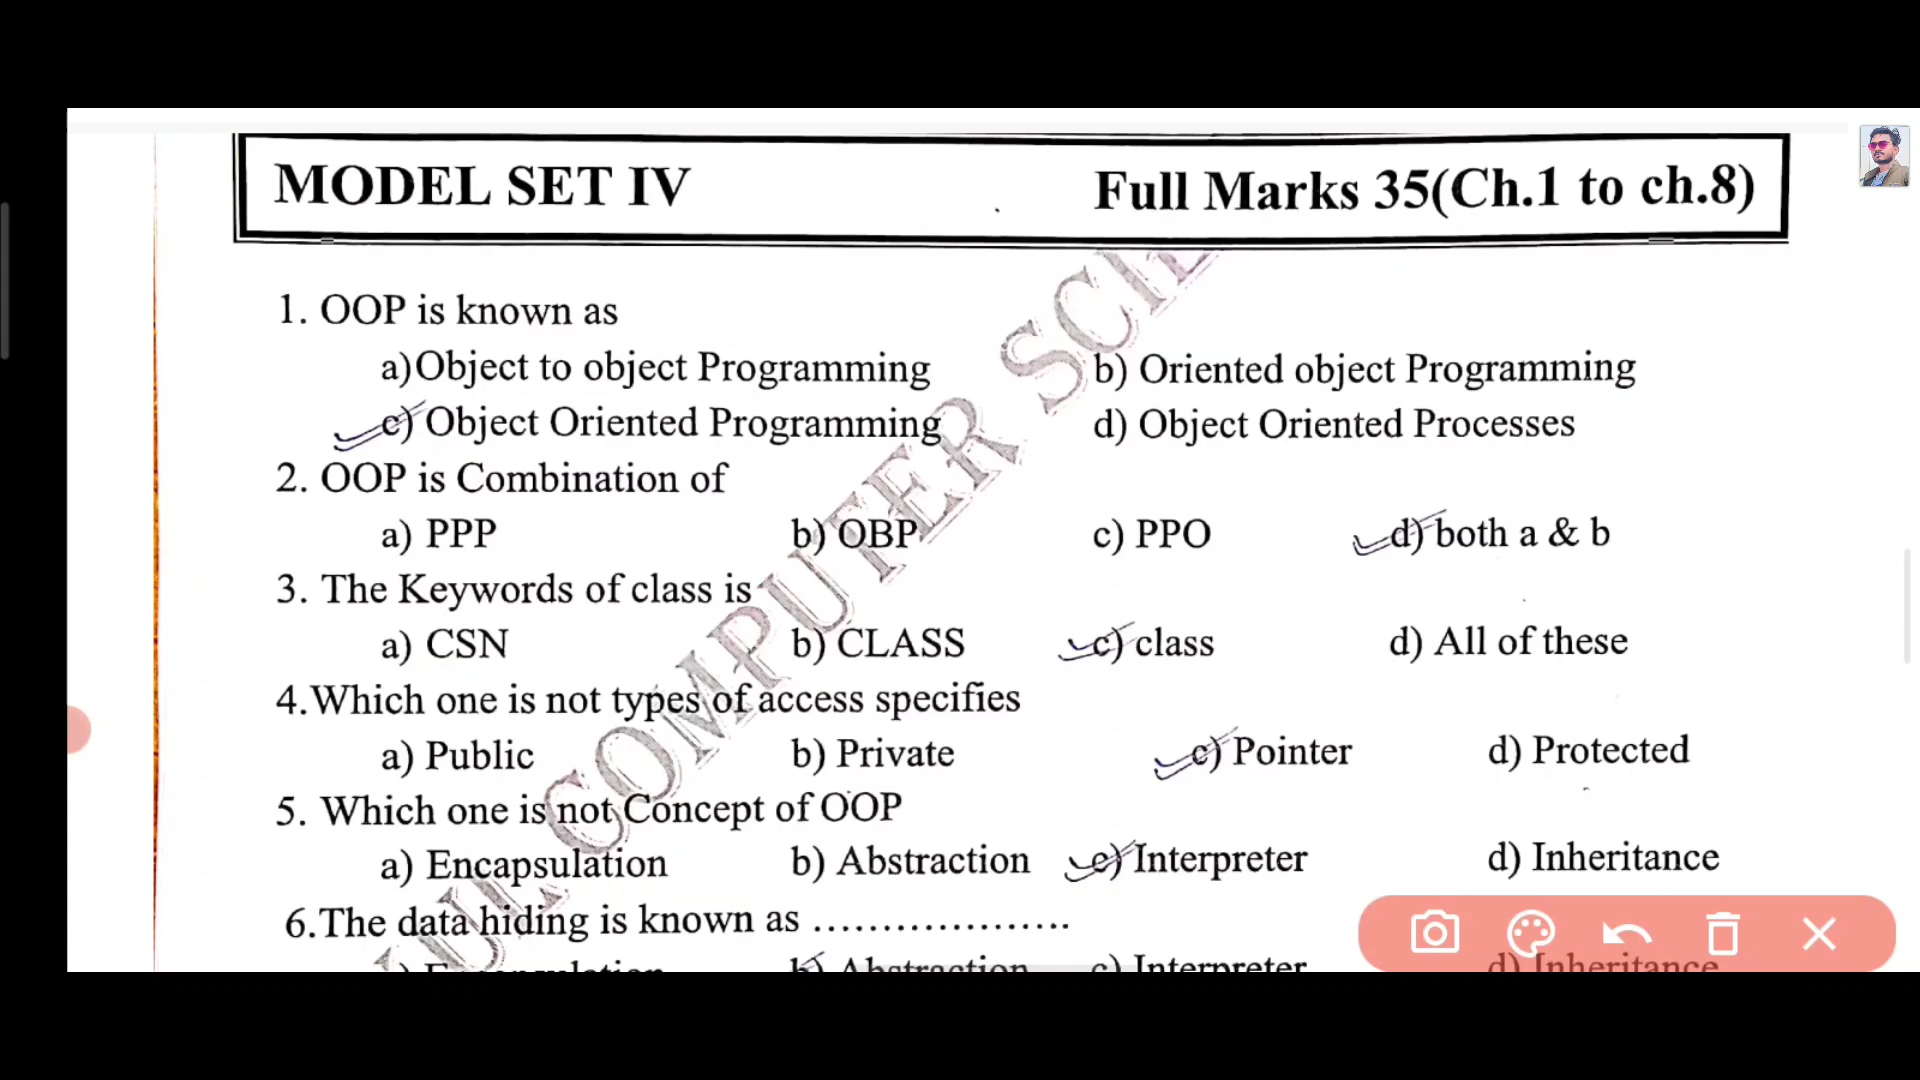 MODEL SET IV Full Marks 35(Ch.1 to ch.8)
1. OOP is known as
a)Object to object Programming b) Oriented object Programming
c) Object Oriented Programming d) Object Oriented Processes
2. OOP is Combination of
a) PPP b) OBP c) PPO d) both a & b
3. The Keywords of class is
a) CSN b) CLASS c) class d) All of these
4.Which one is not types of access specifies
a) Public b) Private c) Pointer d) Protected
5. Which one is not Concept of OOP
a) Encapsulation b) Abstraction c) Interpreter d) Inheritance
6.The data hiding is known as ...................
b) Abstraction c) Interpreter d) Inheritance
COMPUTER